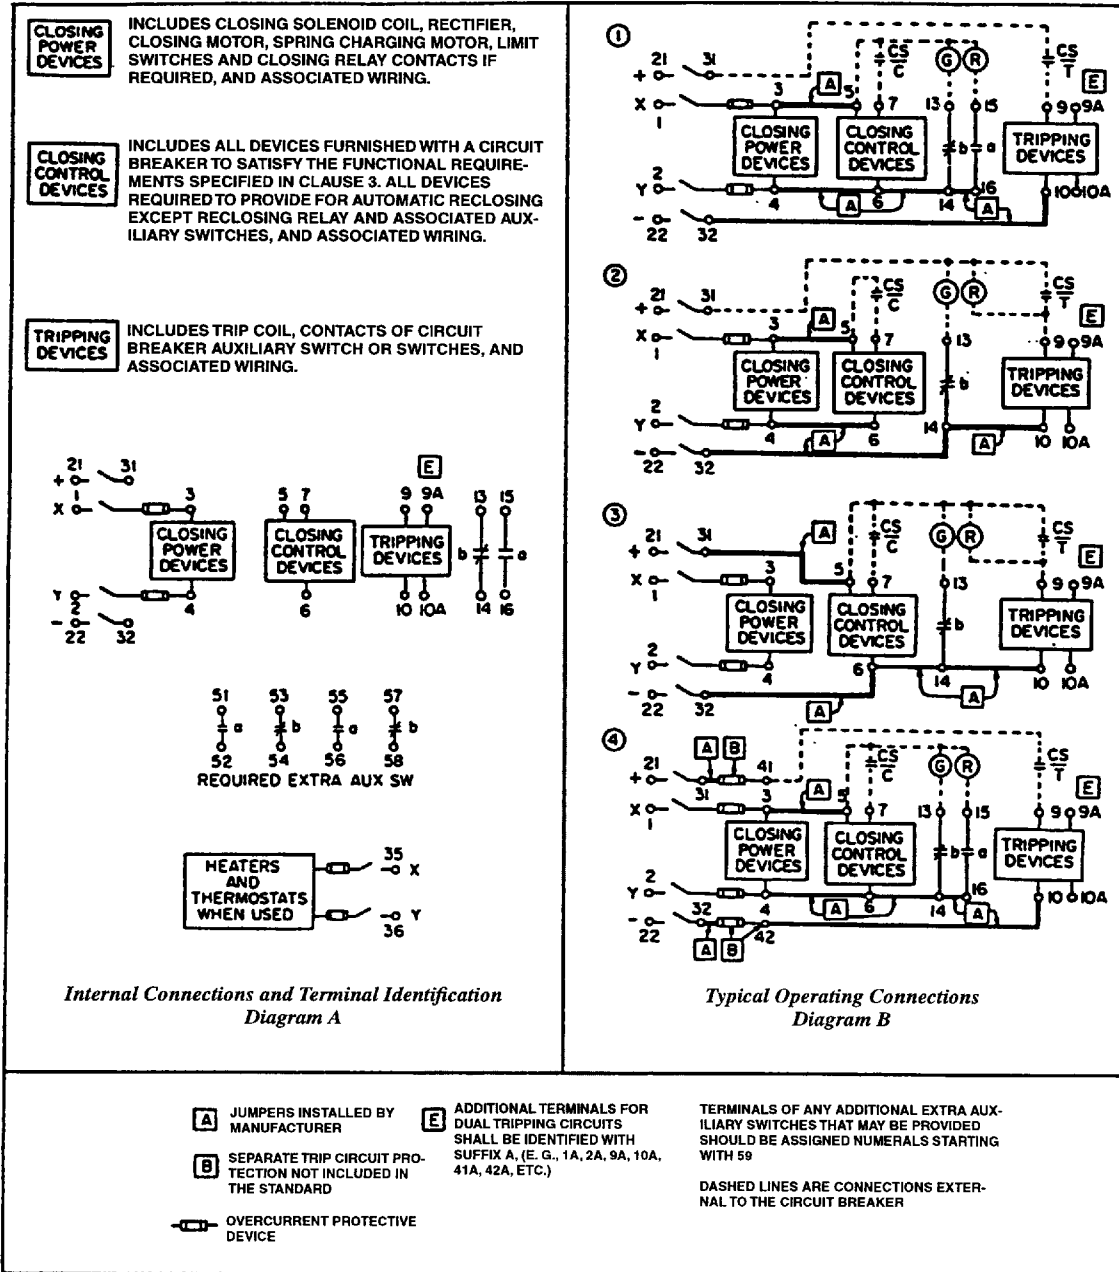 CLOSING
POWER
DEVICES
INCLUDES CLOSING SOLENOID COIL, RECTIFIER,
CLOSING MOTOR, SPRING CHARGING MOTOR, LIMIT
SWITCHES AND CLOSING RELAY CONTACTS IF
REQUIRED, AND ASSOCIATED WIRING.
CLOSING
CONTROL
DEVICES
INCLUDES ALL DEVICES FURNISHED WITH A CIRCUIT
BREAKER TO SATISFY THE FUNCTIONAL REQUIRE-
MENTS SPECIFIED IN CLAUSE 3. ALL DEVICES
REQUIRED TO PROVIDE FOR AUTOMATIC RECLOSING
EXCEPT RECLOSING RELAY AND ASSOCIATED AUX-
ILIARY SWITCHES, AND ASSOCIATED WIRING.
TRIPPING
DEVICES
INCLUDES TRIP COIL, CONTACTS OF CIRCUIT
BREAKER AUXILIARY SWITCH OR SWITCHES, AND
ASSOCIATED WIRING.
21 31 E
+
1 3 5 7 9 9A 13 15
X
CLOSING
POWER
DEVICES
CLOSING
CONTROL
DEVICES
TRIPPING
DEVICES
b a
Y
2 4 6 10 10A 14 16
-
22 32
51 53 55 57
a b a b
52 54 56 58
REQUIRED EXTRA AUX SW
HEATERS
AND
THERMOSTATS
WHEN USED
35
X
Y
36
Internal Connections and Terminal Identification
Diagram A
1
21 31 A CS G R CS
+ C T E
3 5 7 13 15 9 9A
X
1
CLOSING
POWER
DEVICES
CLOSING
CONTROL
DEVICES
b a
TRIPPING
DEVICES
2
Y
4 A 6 14 A 16 10 10A
-
22 32
2
21 31 A CS G R CS
+ C T E
3 5 7 13 9 9A
X
1
CLOSING
POWER
DEVICES
CLOSING
CONTROL
DEVICES
b
TRIPPING
DEVICES
2
Y
4 A 6 14 A 10 10A
-
22 32
3
21 31 A CS G R CS
+ C T E
3 5 7 13 9 9A
X
1
CLOSING
POWER
DEVICES
CLOSING
CONTROL
DEVICES
b
TRIPPING
DEVICES
2
Y
4 6 14 A 10 10A
-
22 32 A
4
21 A B 41 CS G R CS
+ C T E
31 3 A 5 7 13 15 9 9A
X
1
CLOSING
POWER
DEVICES
CLOSING
CONTROL
DEVICES
b a
TRIPPING
DEVICES
2
Y
32 4 A 6 14 A 16 10 10A
-
22 A B 42
Typical Operating Connections
Diagram B
A JUMPERS INSTALLED BY
MANUFACTURER
B SEPARATE TRIP CIRCUIT PRO-
TECTION NOT INCLUDED IN
THE STANDARD
OVERCURRENT PROTECTIVE
DEVICE
E ADDITIONAL TERMINALS FOR
DUAL TRIPPING CIRCUITS
SHALL BE IDENTIFIED WITH
SUFFIX A, (E. G., 1A, 2A, 9A, 10A,
41A, 42A, ETC.)
TERMINALS OF ANY ADDITIONAL EXTRA AUX-
ILIARY SWITCHES THAT MAY BE PROVIDED
SHOULD BE ASSIGNED NUMERALS STARTING
WITH 59
DASHED LINES ARE CONNECTIONS EXTER-
NAL TO THE CIRCUIT BREAKER